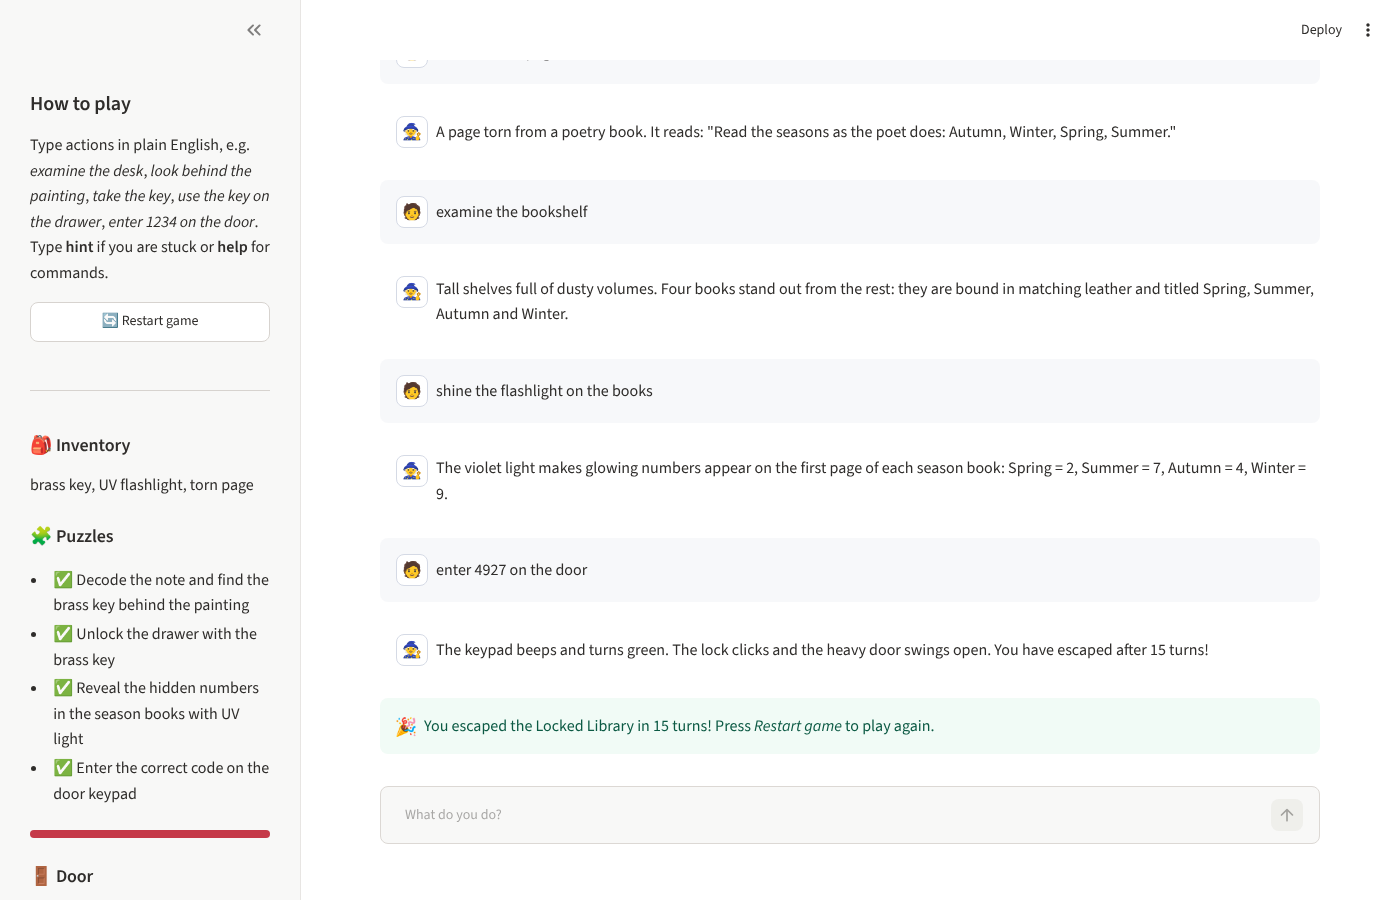 Deploy
How to play
Type actions in plain English, e.g.
examine the desk, look behind the
painting, take the key, use the key on
the drawer, enter 1234 on the door.
Type hint if you are stuck or help for
commands.
Restart game
Inventory
brass key, UV flashlight, torn page
Puzzles
Decode the note and find the
brass key behind the painting
Unlock the drawer with the
brass key
Reveal the hidden numbers
in the season books with UV
light
Enter the correct code on the
door keypad
Door
A page torn from a poetry book. It reads: "Read the seasons as the poet does: Autumn, Winter, Spring, Summer."
examine the bookshelf
Tall shelves full of dusty volumes. Four books stand out from the rest: they are bound in matching leather and titled Spring, Summer,
Autumn and Winter.
shine the flashlight on the books
The violet light makes glowing numbers appear on the first page of each season book: Spring = 2, Summer = 7, Autumn = 4, Winter =
9.
enter 4927 on the door
The keypad beeps and turns green. The lock clicks and the heavy door swings open. You have escaped after 15 turns!
You escaped the Locked Library in 15 turns! Press Restart game to play again.
What do you do?